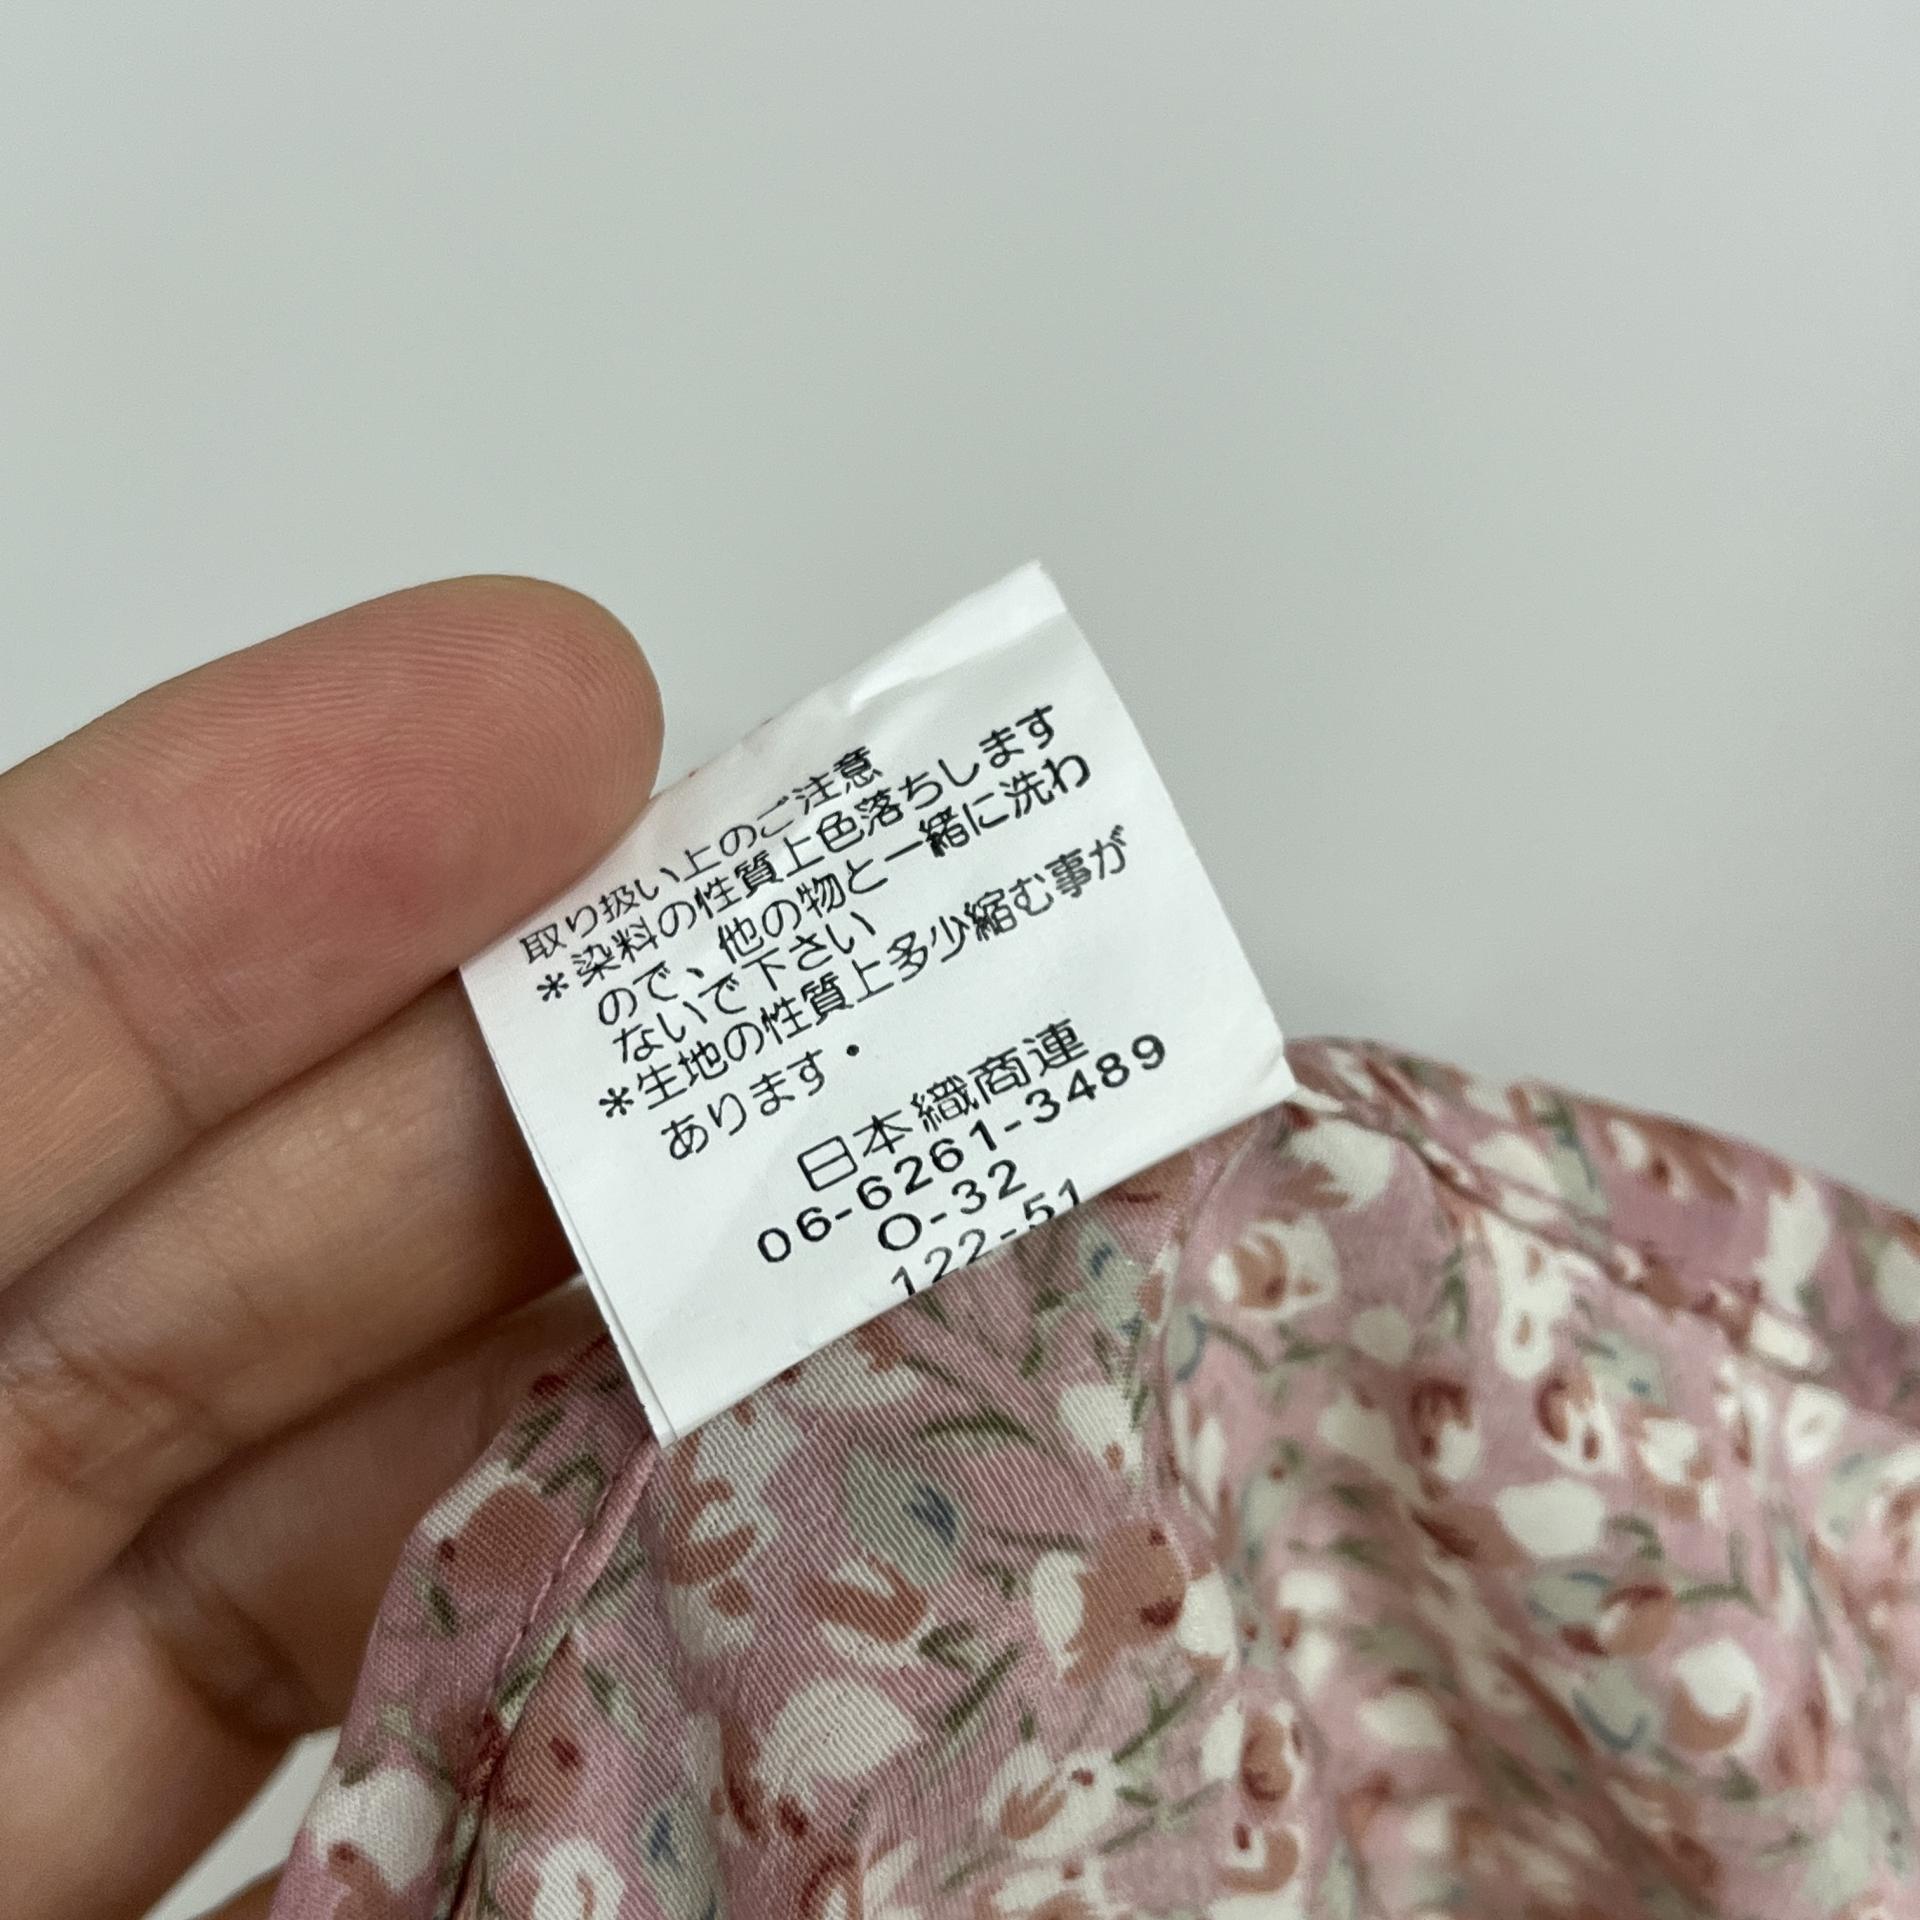 取り扱い上のご注意
＊染料の性質上色落ちします
ので、他の物と一緒に洗わ
ないで下さい
＊生地の性質上多少縮む事が
あります・
日本織商連
06-6261-3489
O-32
122-51